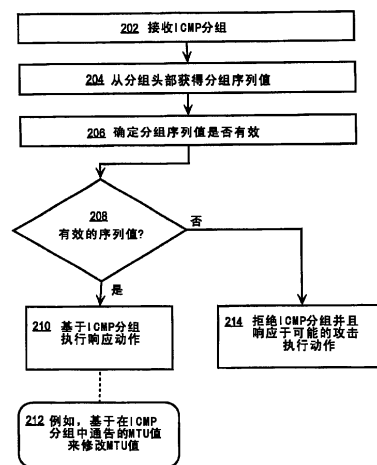 202 接收ICMP分组
204 从分组头部获得分组序列值
206 确定分组序列值是否有效
208
有效的序列值?
否
是
210 基于ICMP分组
执行响应动作
214 拒绝ICMP分组并且
响应于可能的攻击
执行动作
212 例如，基于在ICMP
分组中通告的MTU值
来修改MTU值